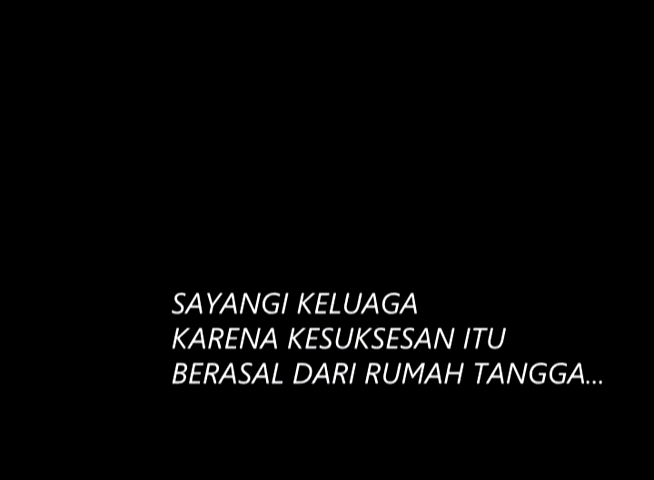 SAYANGI KELUAGA
KARENA KESUKSESAN ITU
BERASAL DARI RUMAH TANGGA...